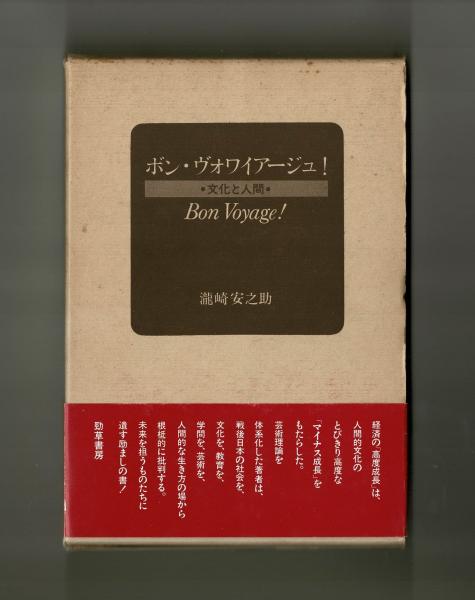 ボン・ヴォワイアージュ!
•文化と人間•
Bon Voyage!
瀧崎安之助
経済の「高度成長」は、
人間的文化の
とびきり高度な
「マイナス成長」を
もたらした。
芸術理論を
体系化した著者は、
戦後日本の社会を、
文化を、教育を、
学問を、芸術を、
人間的な生き方の場から
根柢的に批判する。
未来を担うものたちに
遺す励ましの書!
勁草書房